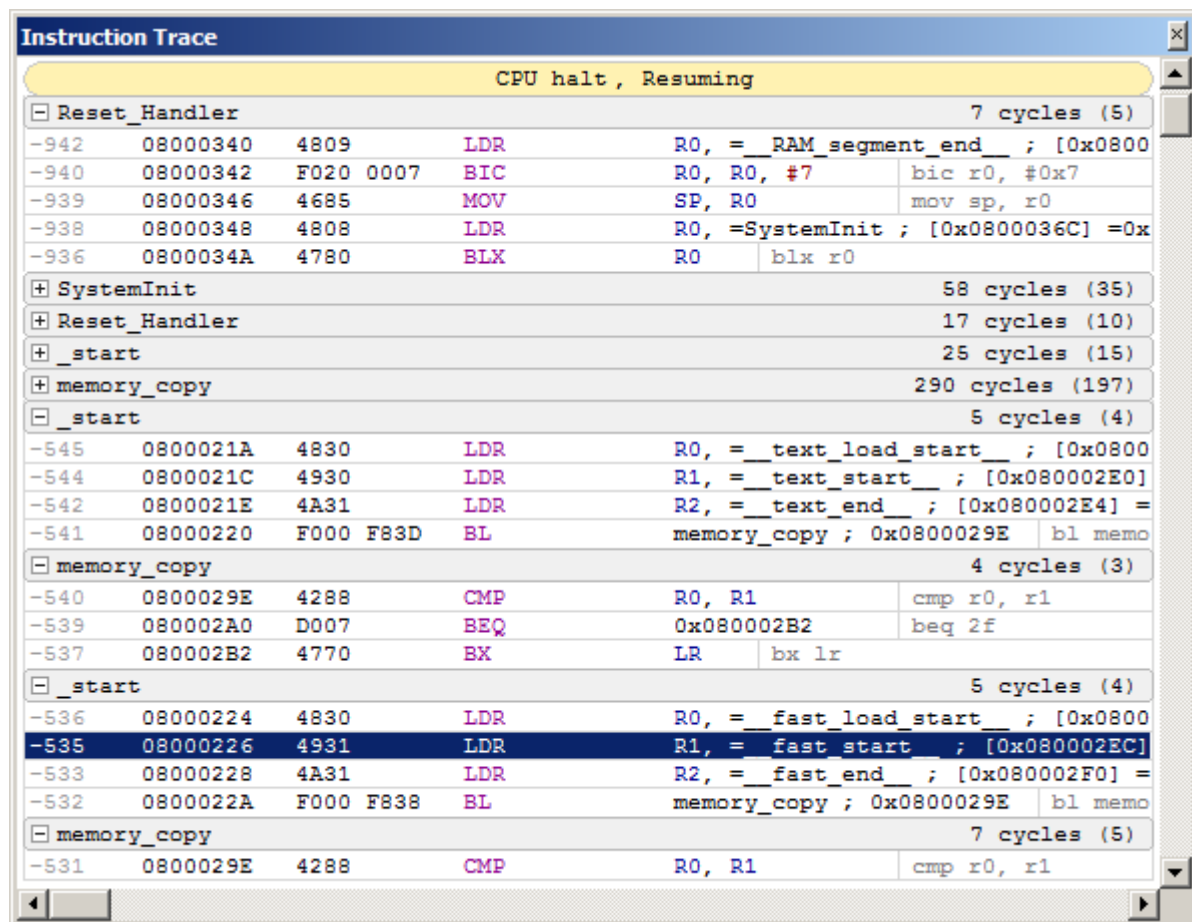 Instruction Trace
CPU halt , Resuming
Reset_Handler 7 cycles (5)
-942 08000340 4809 LDR R0, =__RAM_segment_end__ ; [0x0800
-940 08000342 F020 0007 BIC R0, R0, #7 bic r0, #0x7
-939 08000346 4685 MOV SP, R0 mov sp, r0
-938 08000348 4808 LDR R0, =SystemInit ; [0x0800036C] =0x
-936 0800034A 4780 BLX R0 blx r0
SystemInit 58 cycles (35)
Reset_Handler 17 cycles (10)
_start 25 cycles (15)
memory_copy 290 cycles (197)
_start 5 cycles (4)
-545 0800021A 4830 LDR R0, =__text_load_start__ ; [0x0800
-544 0800021C 4930 LDR R1, =__text_start__ ; [0x080002E0]
-542 0800021E 4A31 LDR R2, =__text_end__ ; [0x080002E4] =
-541 08000220 F000 F83D BL memory_copy ; 0x0800029E bl memo
memory_copy 4 cycles (3)
-540 0800029E 4288 CMP R0, R1 cmp r0, r1
-539 080002A0 D007 BEQ 0x080002B2 beq 2f
-537 080002B2 4770 BX LR bx lr
_start 5 cycles (4)
-536 08000224 4830 LDR R0, =__fast_load_start__ ; [0x0800
-535 08000226 4931 LDR R1, =__fast_start__ ; [0x080002EC]
-533 08000228 4A31 LDR R2, =__fast_end__ ; [0x080002F0] =
-532 0800022A F000 F838 BL memory_copy ; 0x0800029E bl memo
memory_copy 7 cycles (5)
-531 0800029E 4288 CMP R0, R1 cmp r0, r1